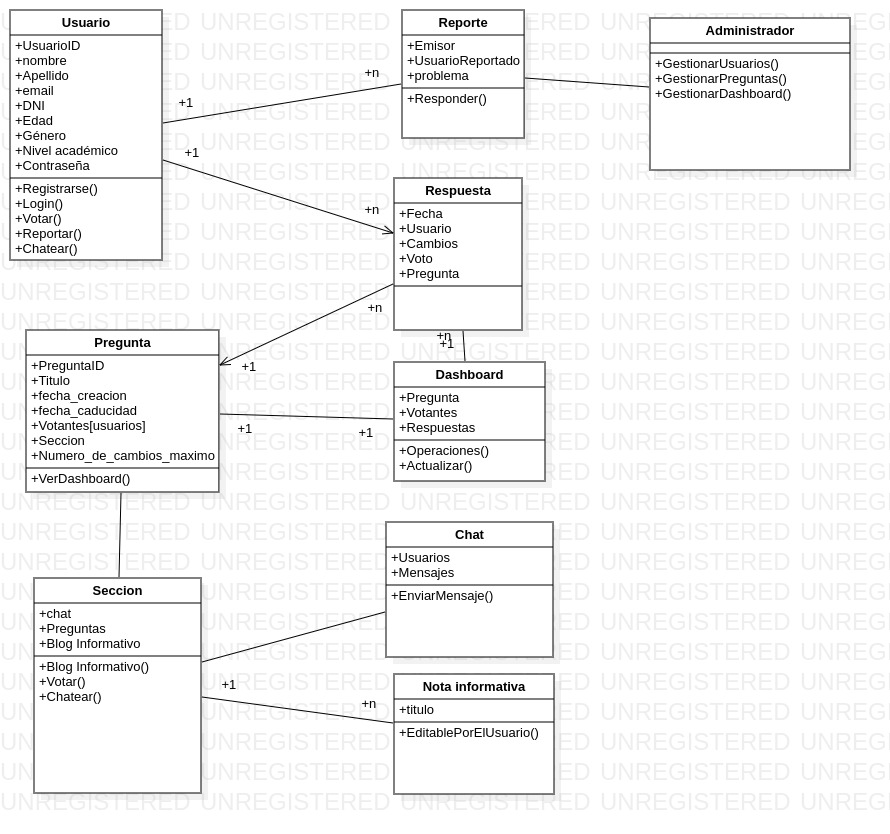 Usuario
+UsuarioID
+nombre
+Apellido
+email
+DNI
+Edad
+Género
+Nivel académico
+Contraseña
+Registrarse()
+Login()
+Votar()
+Reportar()
+Chatear()
Reporte
+Emisor
+UsuarioReportado
+problema
+Responder()
Administrador
+GestionarUsuarios()
+GestionarPreguntas()
+GestionarDashboard()
+1
+n
+1
+n
Respuesta
+Fecha
+Usuario
+Cambios
+Voto
+Pregunta
+n
+1
+n
+1
Pregunta
+PreguntaID
+Titulo
+fecha_creacion
+fecha_caducidad
+Votantes[usuarios]
+Seccion
+Numero_de_cambios_maximo
+VerDashboard()
+1
+1
Dashboard
+Pregunta
+Votantes
+Respuestas
+Operaciones()
+Actualizar()
Seccion
+chat
+Preguntas
+Blog Informativo
+Blog Informativo()
+Votar()
+Chatear()
Chat
+Usuarios
+Mensajes
+EnviarMensaje()
+1
+n
Nota informativa
+titulo
+EditablePorElUsuario()
UNREGISTERED